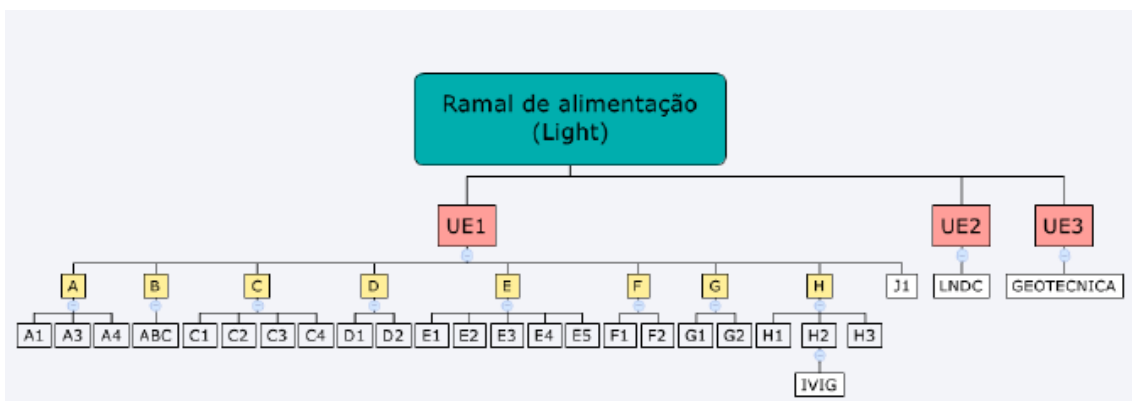 Ramal de alimentação
(Light)
UE1 UE2 UE3
A B C D E F G H J1 LNDC GEOTECNICA
A1 A3 A4 ABC C1 C2 C3 C4 D1 D2 E1 E2 E3 E4 E5 F1 F2 G1 G2 H1 H2 H3
IVIG